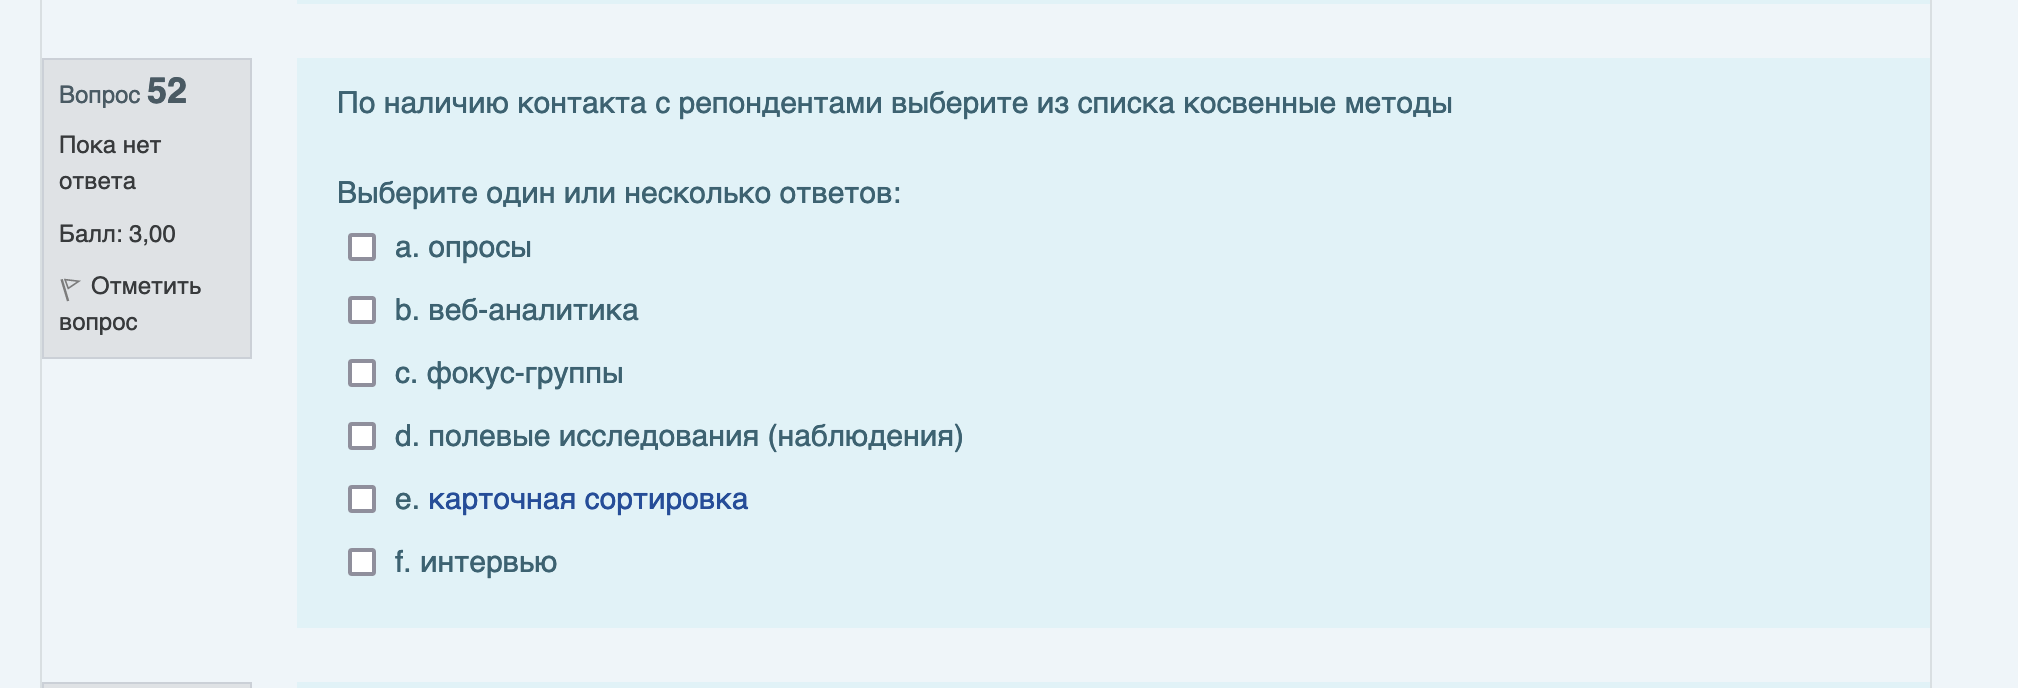 Вопрос 52
Пока нет
ответа
Балл: 3,00
Отметить
вопрос
По наличию контакта с репондентами выберите из списка косвенные методы
Выберите один или несколько ответов:
a. опросы
b. веб-аналитика
c. фокус-группы
d. полевые исследования (наблюдения)
e. карточная сортировка
f. интервью